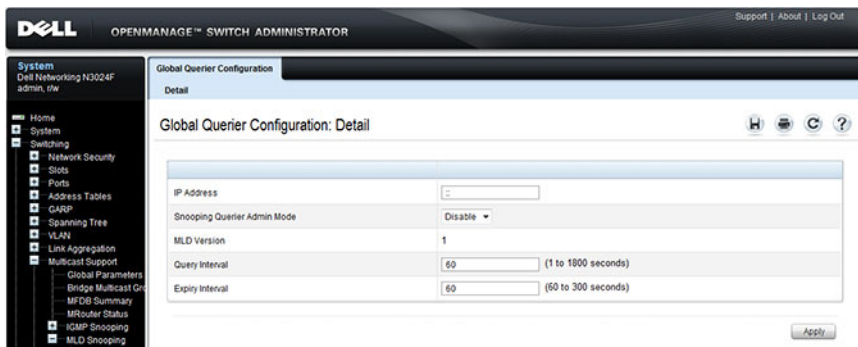 Support | About | Log Out
DELL OPENMANAGE™ SWITCH ADMINISTRATOR
System
Dell Networking N3024F
admin, r/w
Home
System
Switching
Network Security
Slots
Ports
Address Tables
GARP
Spanning Tree
VLAN
Link Aggregation
Multicast Support
Global Parameters
Bridge Multicast Gro
MFDB Summary
MRouter Status
IGMP Snooping
MLD Snooping
Global Querier Configuration
Detail
Global Querier Configuration: Detail
IP Address ::
Snooping Querier Admin Mode Disable
MLD Version 1
Query Interval 60 (1 to 1800 seconds)
Expiry Interval 60 (60 to 300 seconds)
Apply